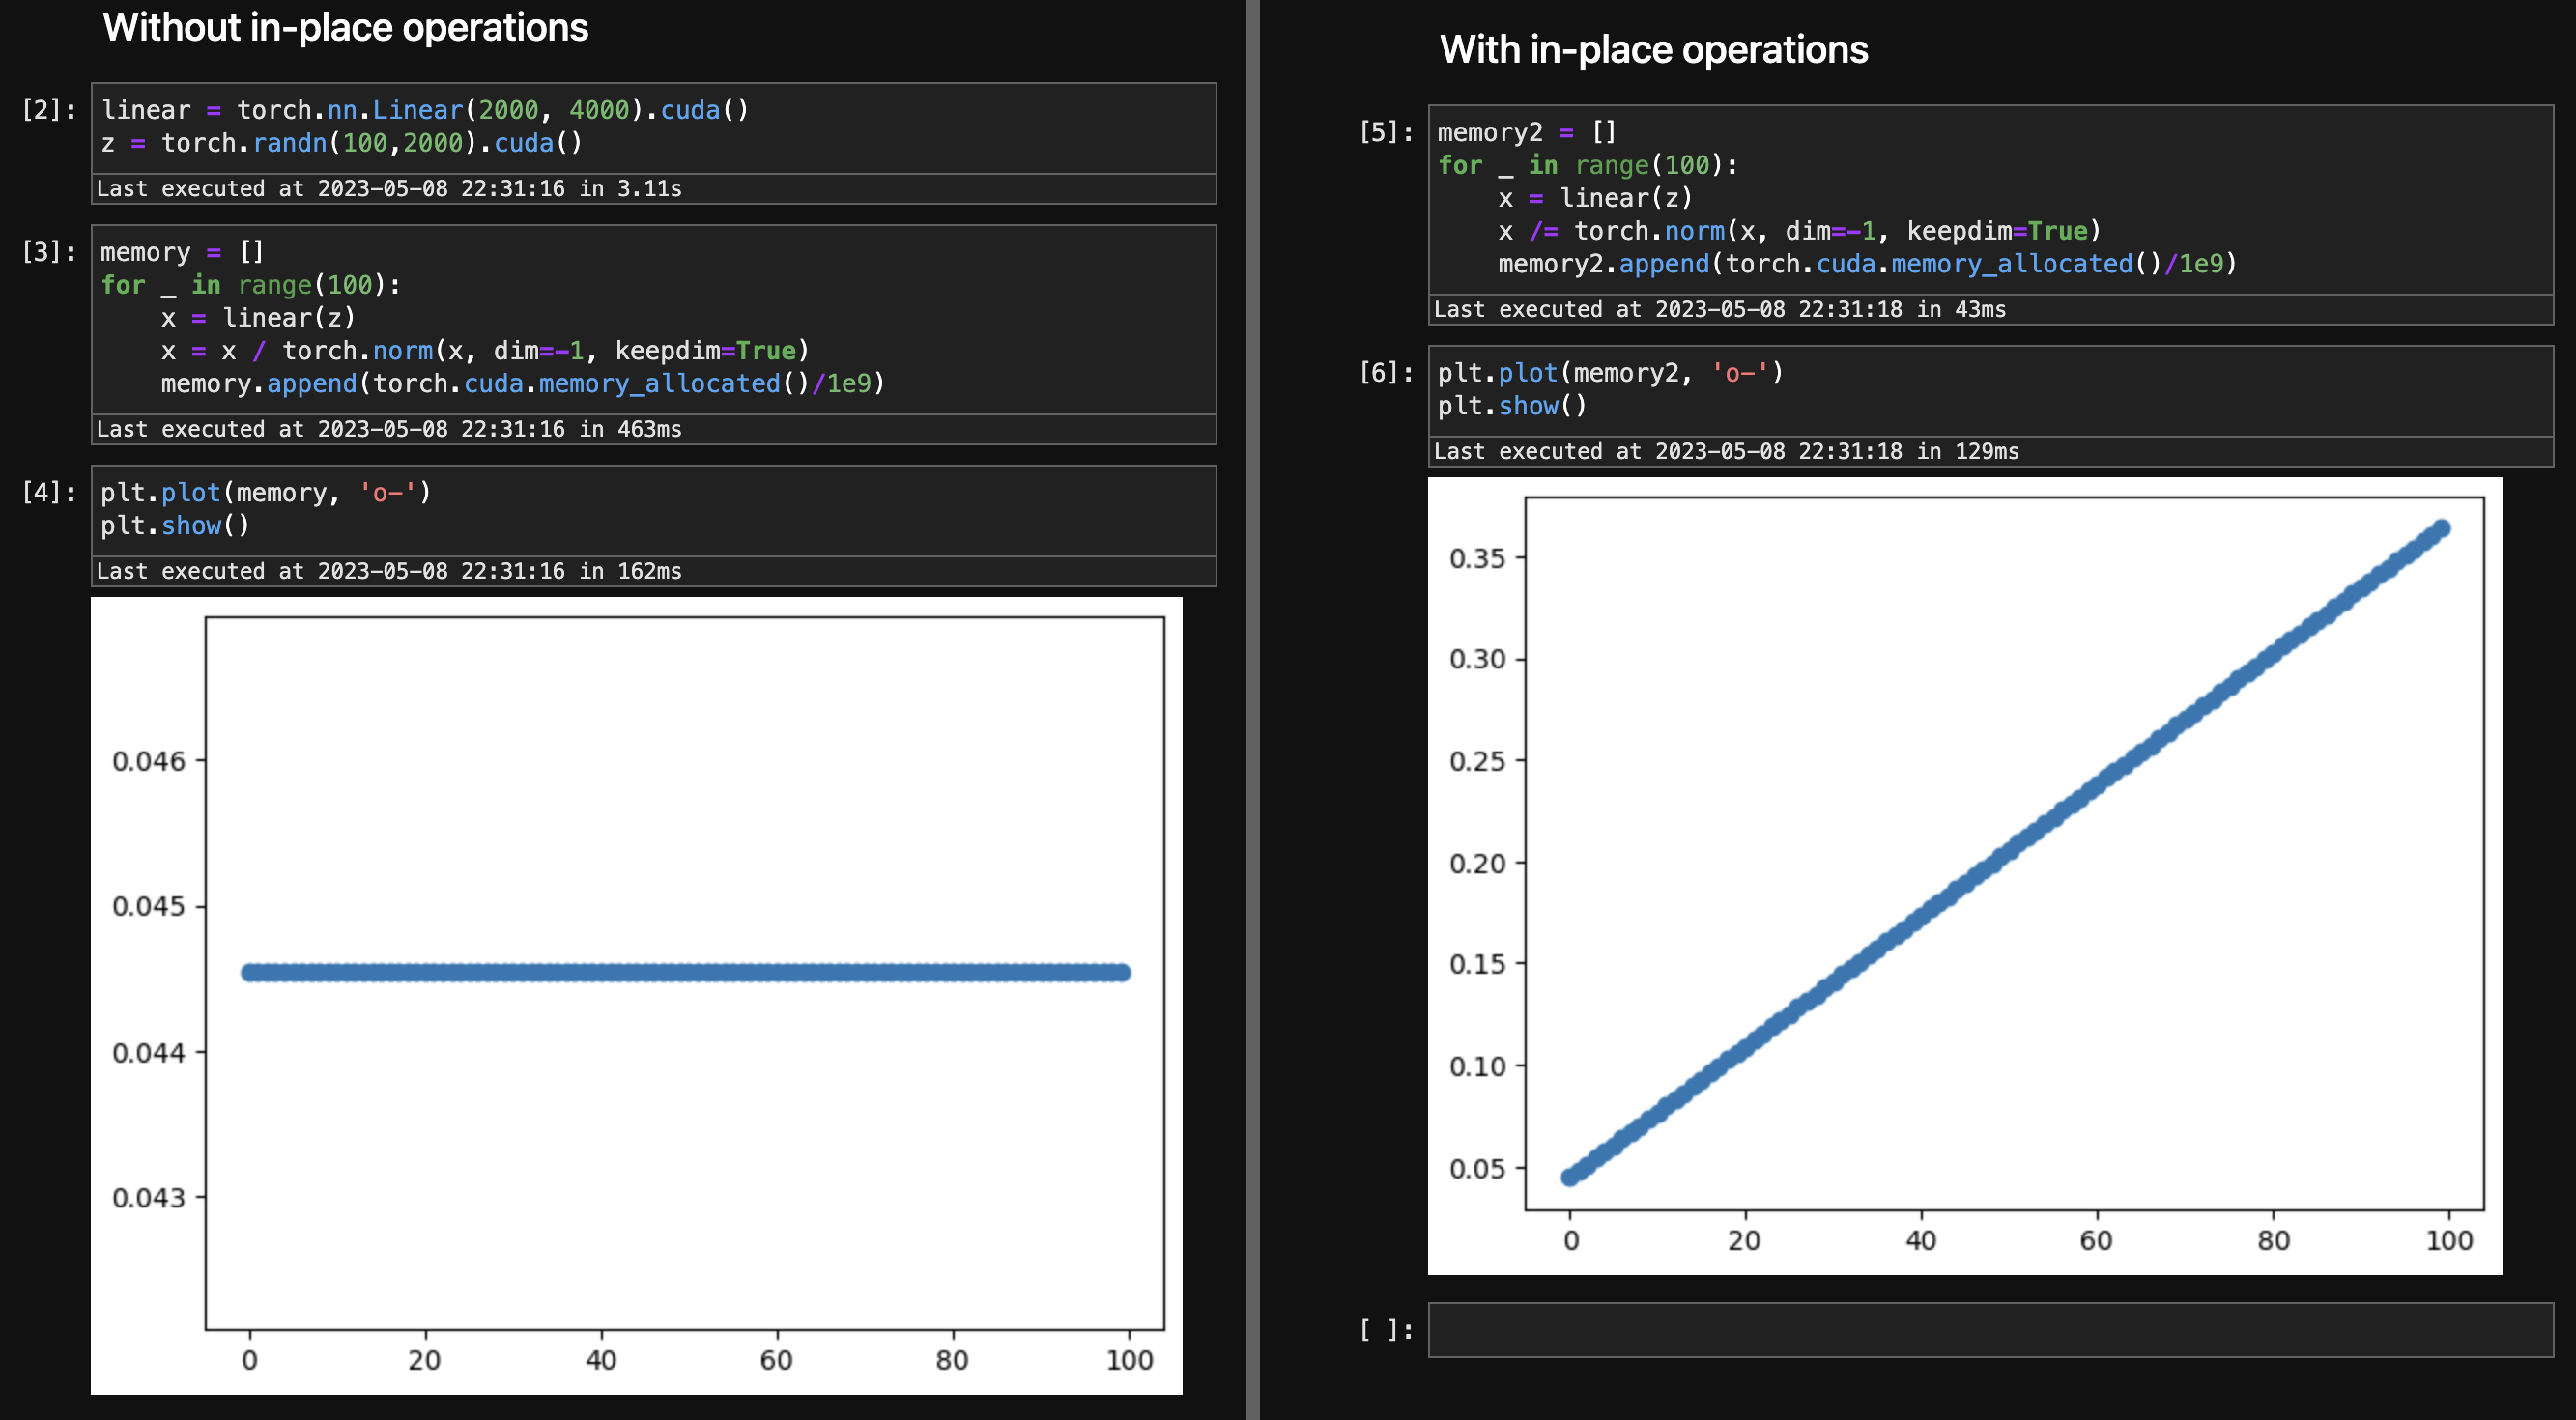 Without in-place operations
[2]: linear = torch.nn.Linear(2000, 4000).cuda()
z = torch.randn(100,2000).cuda()
Last executed at 2023-05-08 22:31:16 in 3.11s
[3]: memory = []
for _ in range(100):
    x = linear(z)
    x = x / torch.norm(x, dim=-1, keepdim=True)
    memory.append(torch.cuda.memory_allocated()/1e9)
Last executed at 2023-05-08 22:31:16 in 463ms
[4]: plt.plot(memory, 'o-')
plt.show()
Last executed at 2023-05-08 22:31:16 in 162ms
0.046
0.045
0.044
0.043
0 20 40 60 80 100
With in-place operations
[5]: memory2 = []
for _ in range(100):
    x = linear(z)
    x /= torch.norm(x, dim=-1, keepdim=True)
    memory2.append(torch.cuda.memory_allocated()/1e9)
Last executed at 2023-05-08 22:31:18 in 43ms
[6]: plt.plot(memory2, 'o-')
plt.show()
Last executed at 2023-05-08 22:31:18 in 129ms
0.35
0.30
0.25
0.20
0.15
0.10
0.05
0 20 40 60 80 100
[ ]: